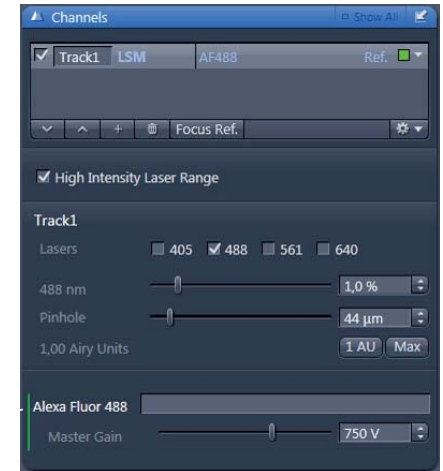 Channels Show All
Track1 LSM AF488 Ref.
Focus Ref.
High Intensity Laser Range
Track1
Lasers 405 488 561 640
488 nm 1,0 %
Pinhole 44 µm
1,00 Airy Units 1 AU Max
Alexa Fluor 488
Master Gain 750 V